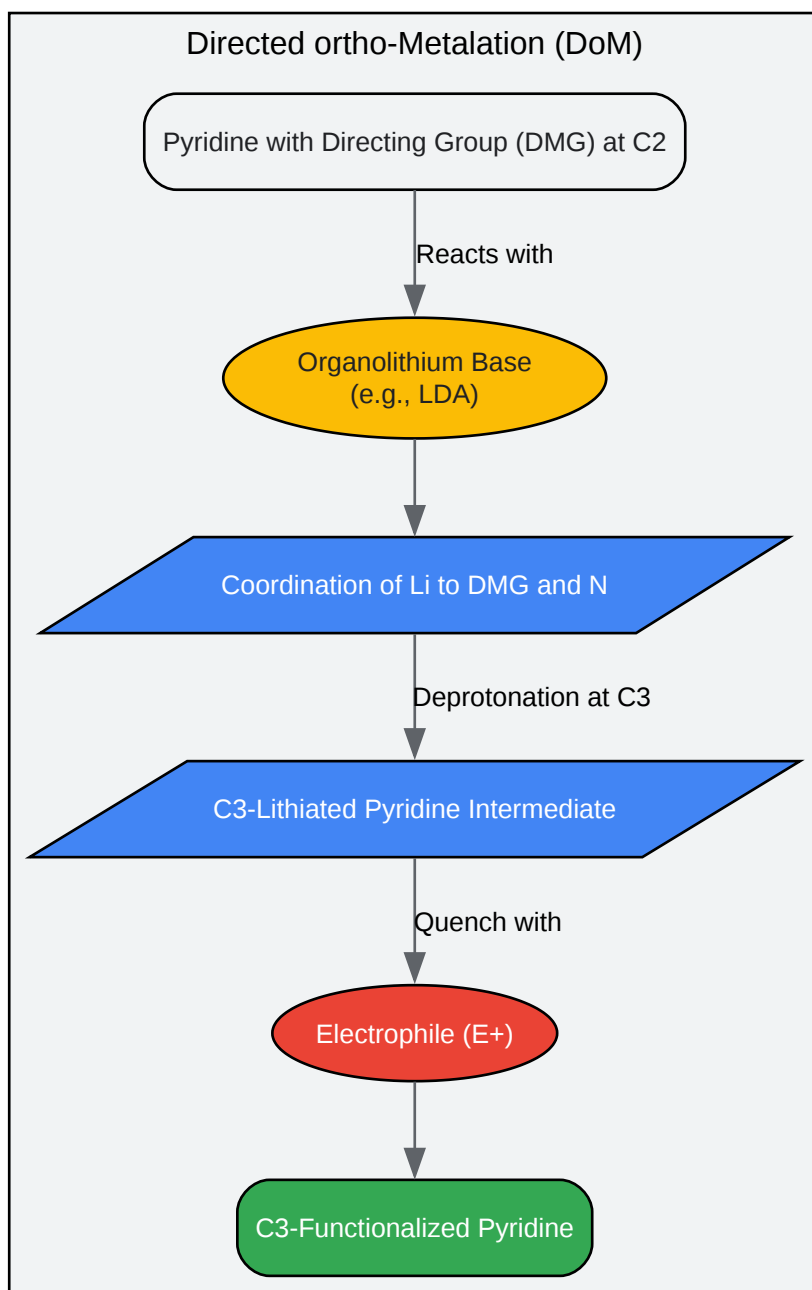 Directed ortho-Metalation (DoM)
Pyridine with Directing Group (DMG) at C2
Reacts with
Organolithium Base
(e.g., LDA)
Coordination of Li to DMG and N
Deprotonation at C3
C3-Lithiated Pyridine Intermediate
Quench with
Electrophile (E+)
C3-Functionalized Pyridine